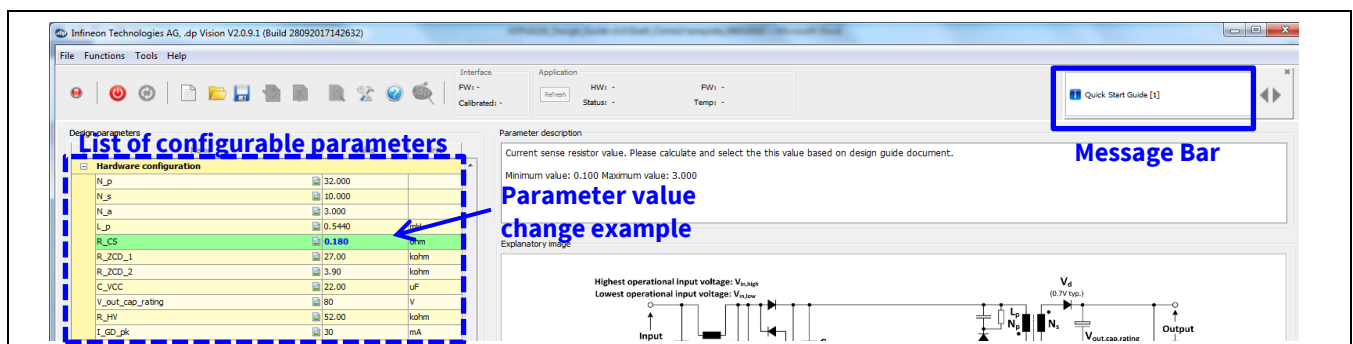 Infineon Technologies AG, .dp Vision V2.0.9.1 (Build 28092017142632)
File Functions Tools Help
Interface
FW: -
Calibrated: -
Application
Refresh
HW: -
FW: -
Status: -
Temp: -
Quick Start Guide [1]
Message Bar
Design parameters
List of configurable parameters
Hardware configuration
N_p 32.000
N_s 10.000
N_a 3.000
L_p 0.5440 mH
R_CS 0.180 ohm
R_ZCD_1 27.00 kohm
R_ZCD_2 3.90 kohm
C_VCC 22.00 uF
V_out_cap_rating 80 V
R_HV 52.00 kohm
I_GD_pk 30 mA
Parameter description
Current sense resistor value. Please calculate and select the this value based on design guide document.
Minimum value: 0.100 Maximum value: 3.000
Parameter value
change example
Explanatory image
Highest operational input voltage: Vin,high
Lowest operational input voltage: Vin,low
Input
Lp
Np
Ns
Vd
(0.7V typ.)
Vout,cap,rating
Output